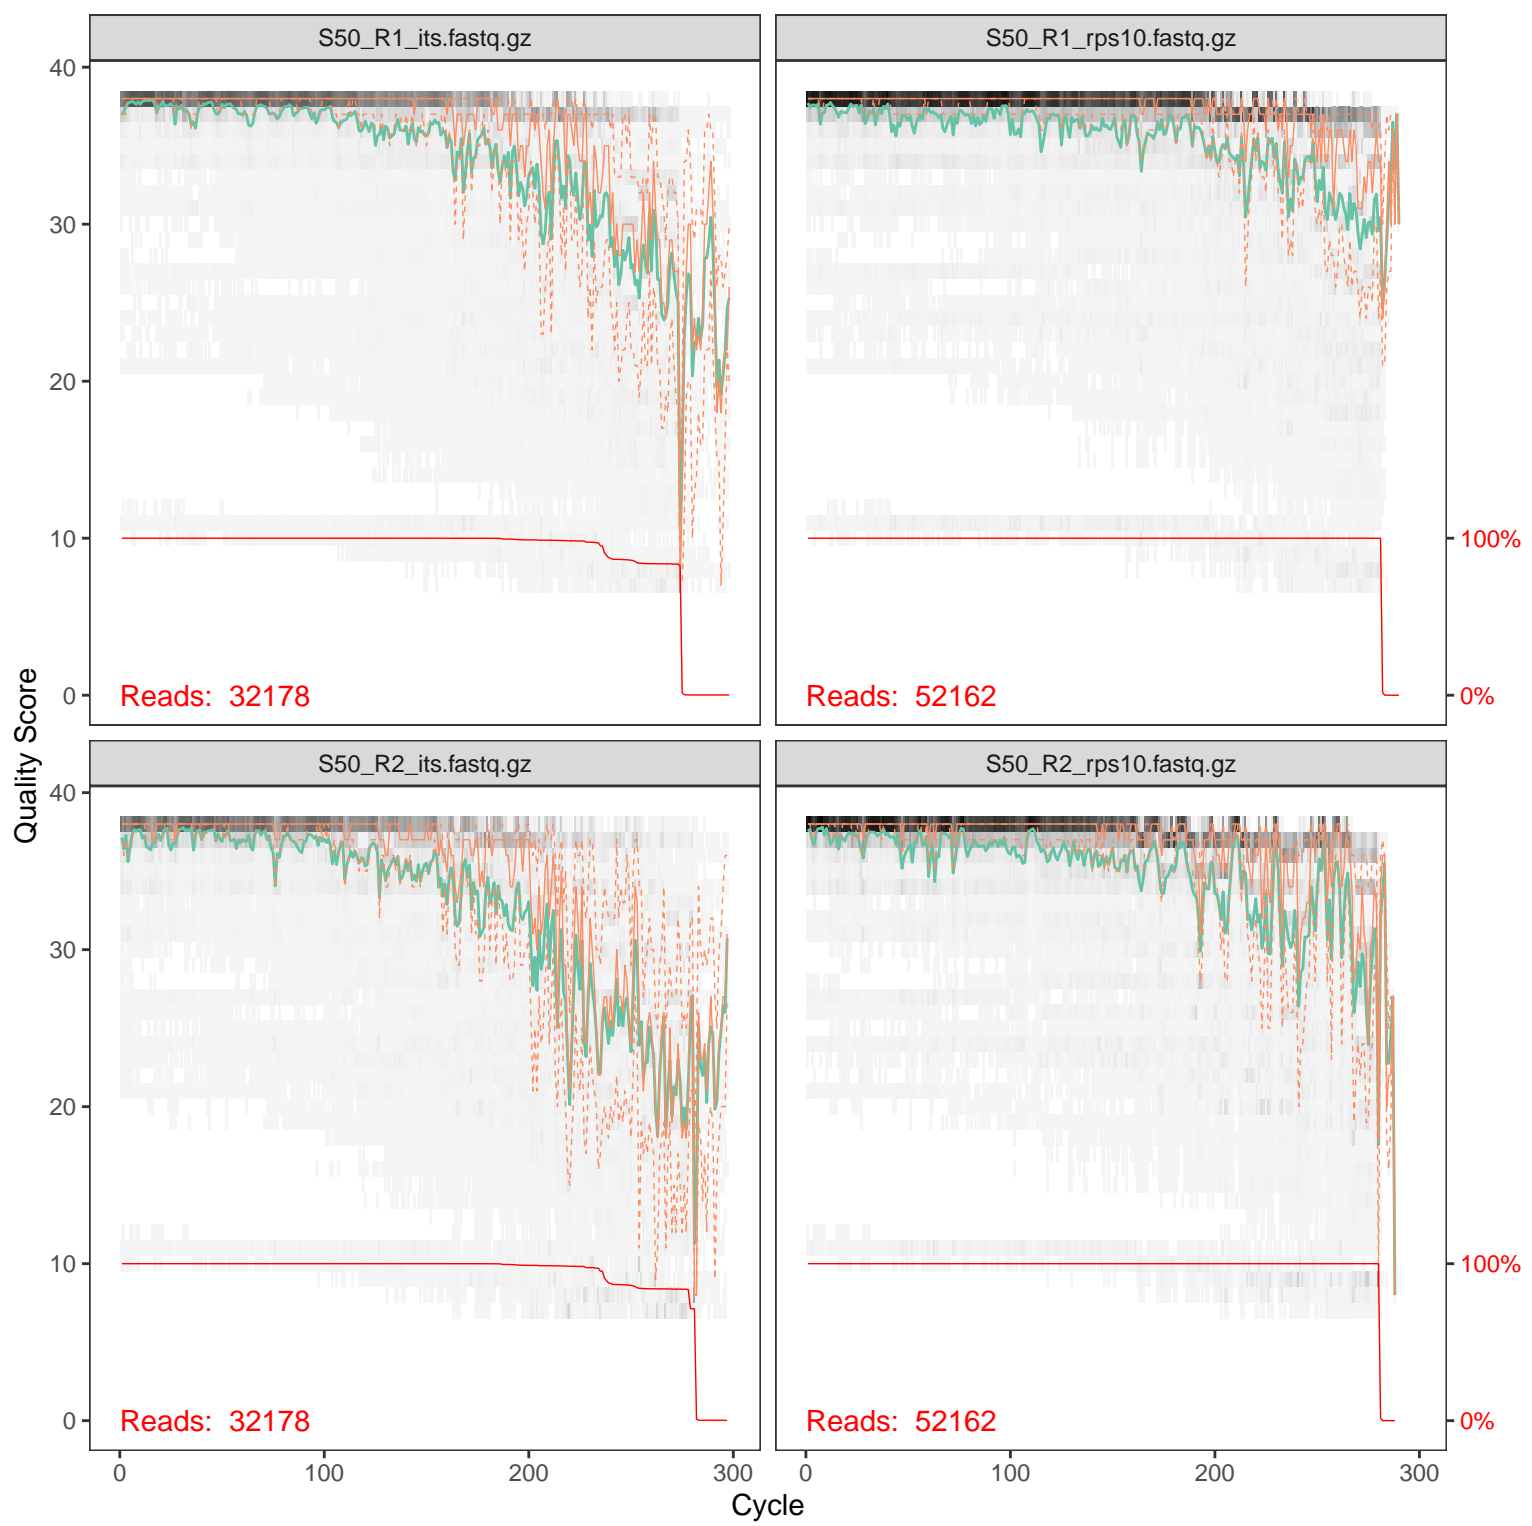 S50_R1_its.fastq.gz
S50_R1_rps10.fastq.gz
40
30
20
10
0
100%
0%
Reads: 32178
Reads: 52162
Quality Score
S50_R2_its.fastq.gz
S50_R2_rps10.fastq.gz
40
30
20
10
0
100%
0%
Reads: 32178
Reads: 52162
0 100 200 300
0 100 200 300
Cycle